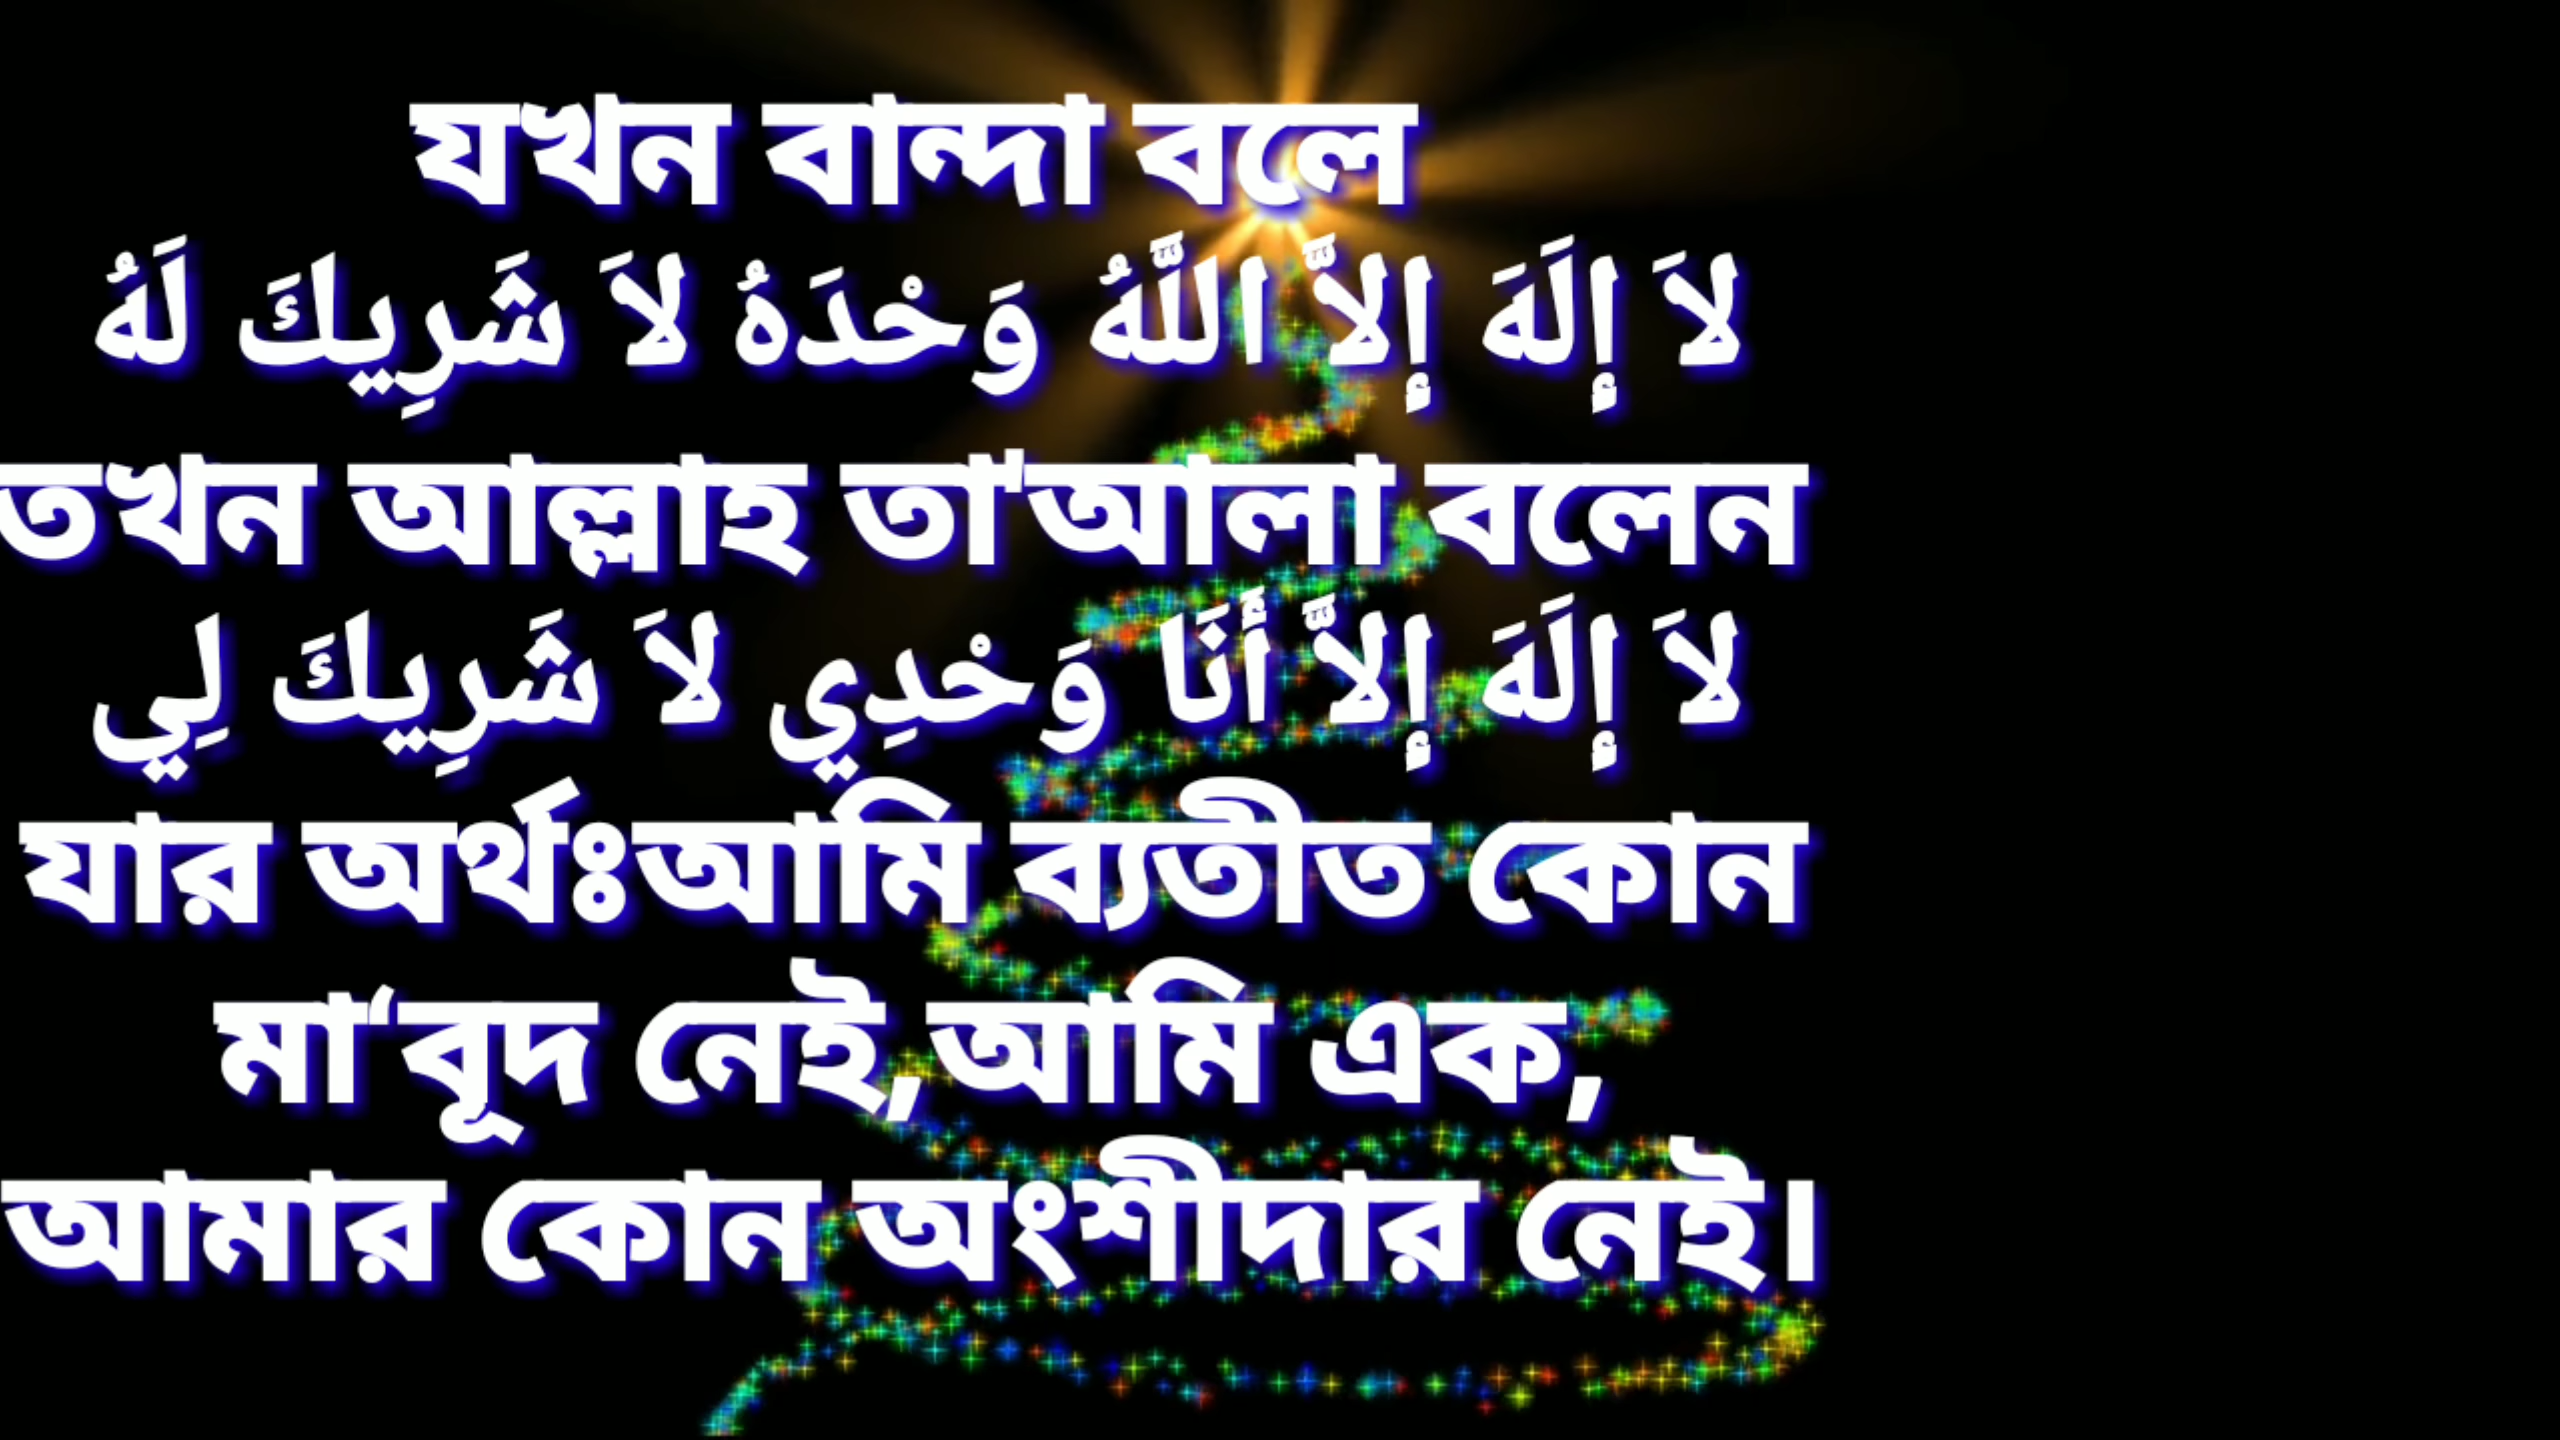 যখন বান্দা বলে
لاَ إِلَهَ إِلاَّ اللَّهُ وَحْدَهُ لاَ شَرِيكَ لَهُ
তখন আল্লাহ তা'আলা বলেন
لاَ إِلَهَ إِلاَّ أَنَا وَحْدِي لاَ شَرِيكَ لِي
যার অর্থঃআমি ব্যতীত কোন
মা‘বূদ নেই,আমি এক,
আমার কোন অংশীদার নেই।